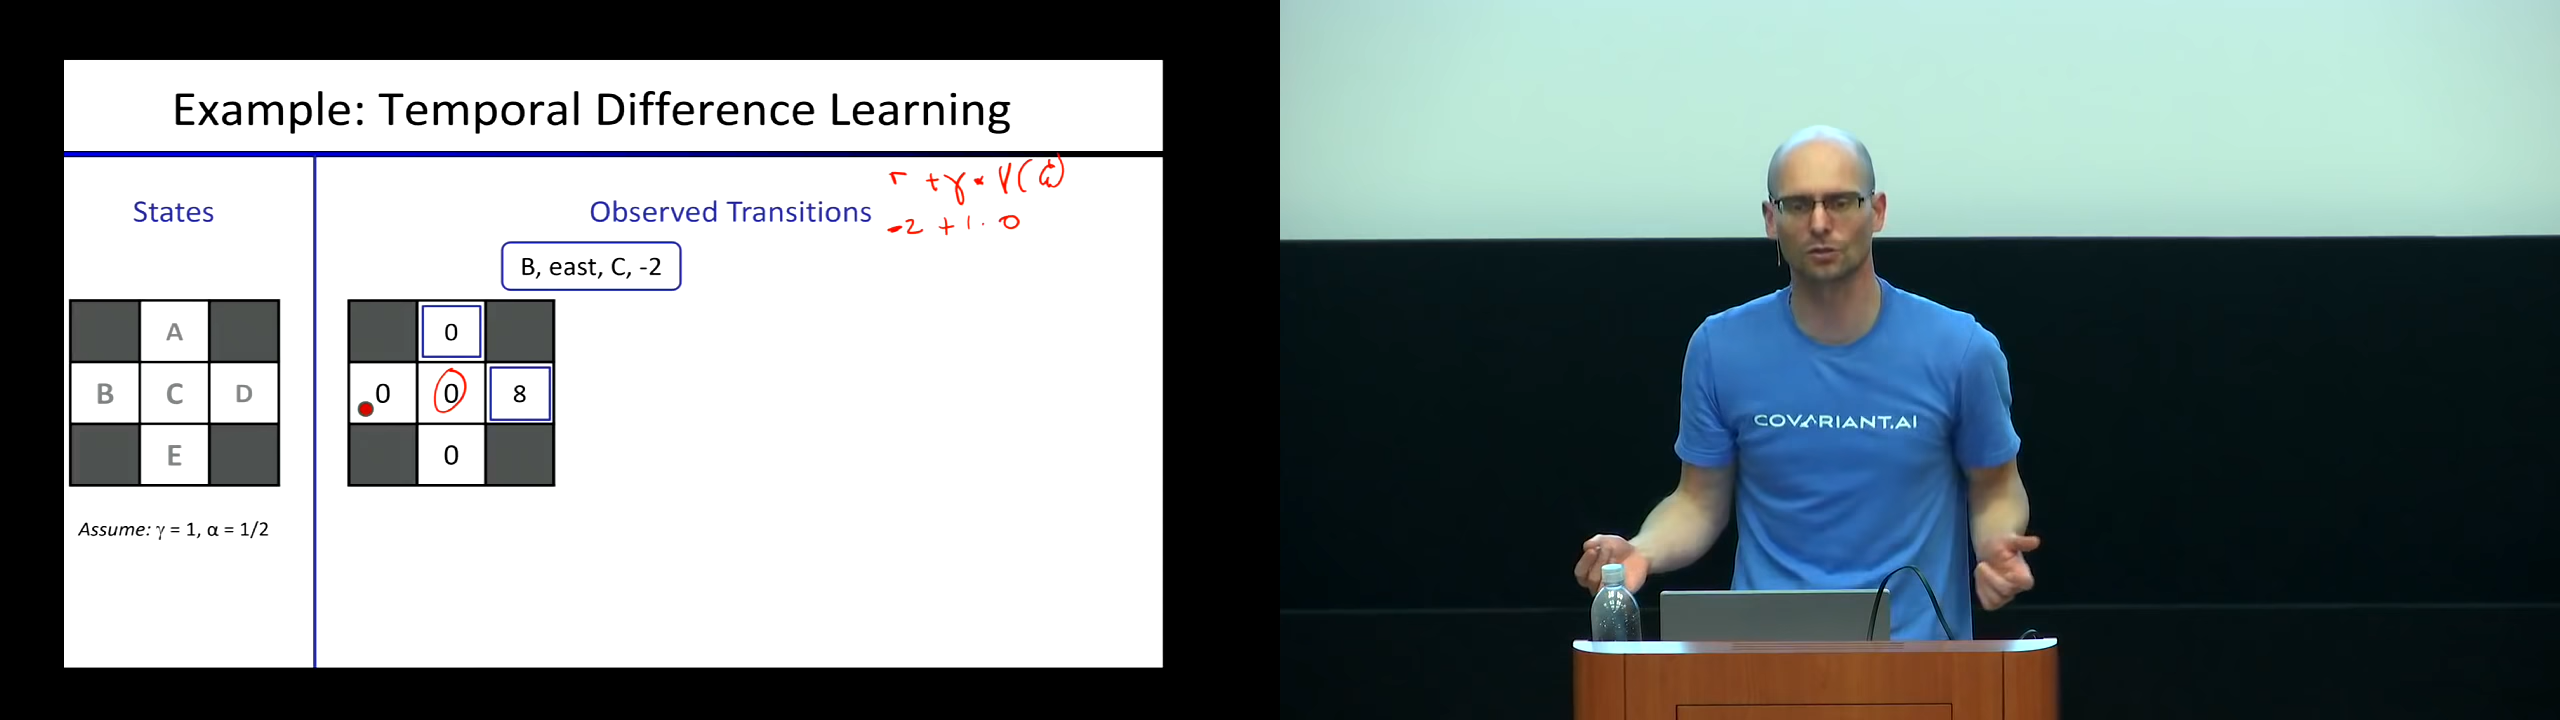 Example: Temporal Difference Learning
r + γ · V(C)
-2 + 1 · 0
States
Observed Transitions
B, east, C, -2
A
B C D
E
0
0 0 8
0
Assume: γ = 1, α = 1/2
COVARIANT.AI